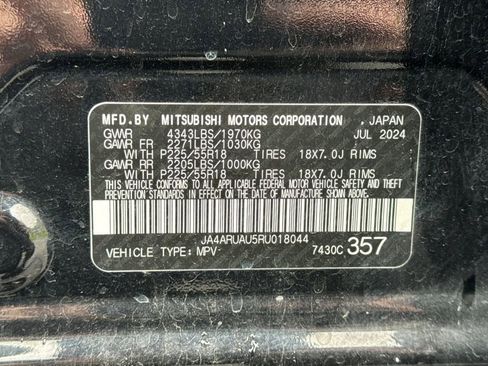 MFD.BY MITSUBISHI MOTORS CORPORATION, JAPAN
GVWR 4343LBS/1970KG JUL 2024
GAWR FR 2271LBS/1030KG
WITH P225/55R18 TIRES 18X7.0J RIMS
GAWR RR 2205LBS/1000KG
WITH P225/55R18 TIRES 18X7.0J RIMS
THIS VEHICLE CONFORMS TO ALL APPLICABLE FEDERAL MOTOR VEHICLE SAFETY AND THEFT
PREVENTION STANDARDS IN EFFECT ON THE DATE OF MANUFACTURE SHOWN ABOVE.
JA4ARUAU5RU018044
VEHICLE TYPE: MPV 7430C 357